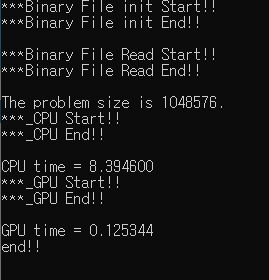 ***Binary File init Start!!
***Binary File init End!!
***Binary File Read Start!!
***Binary File Read End!!
The problem size is 1048576.
***_CPU Start!!
***_CPU End!!
CPU time = 8.394600
***_GPU Start!!
***_GPU End!!
GPU time = 0.125344
end!!